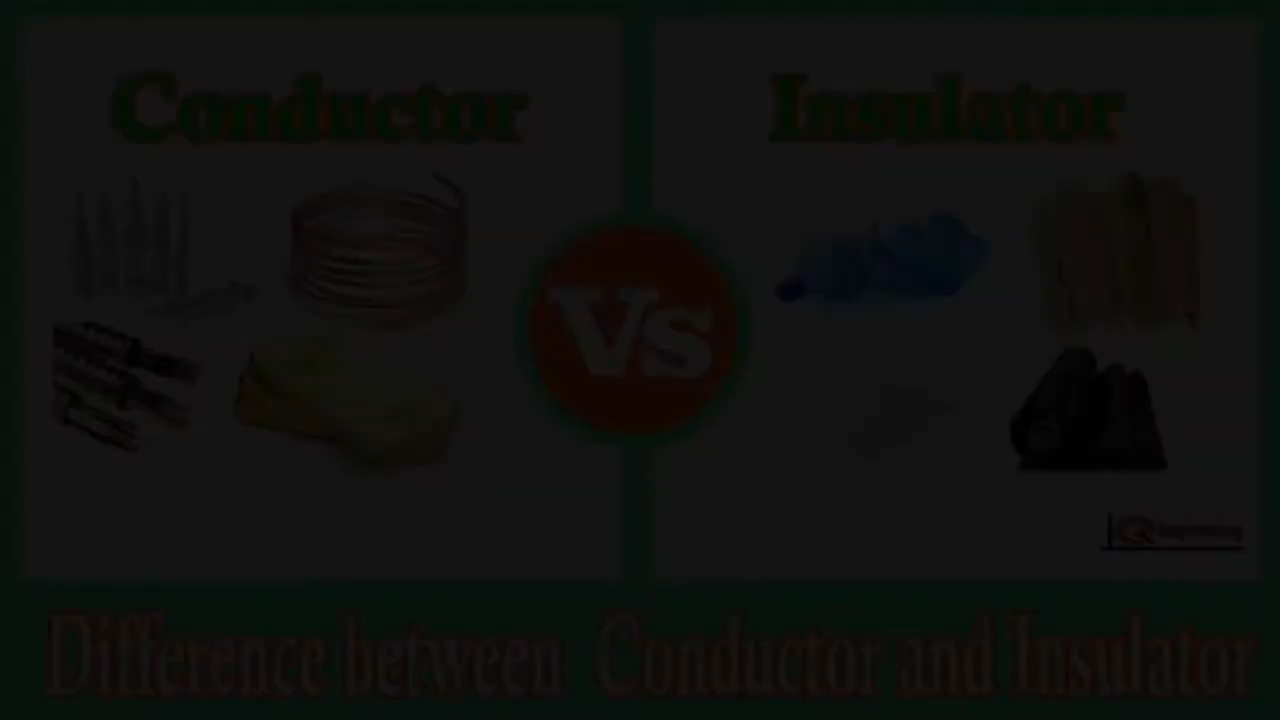 Conductor
Insulator
Vs
Difference between Conductor and Insulator